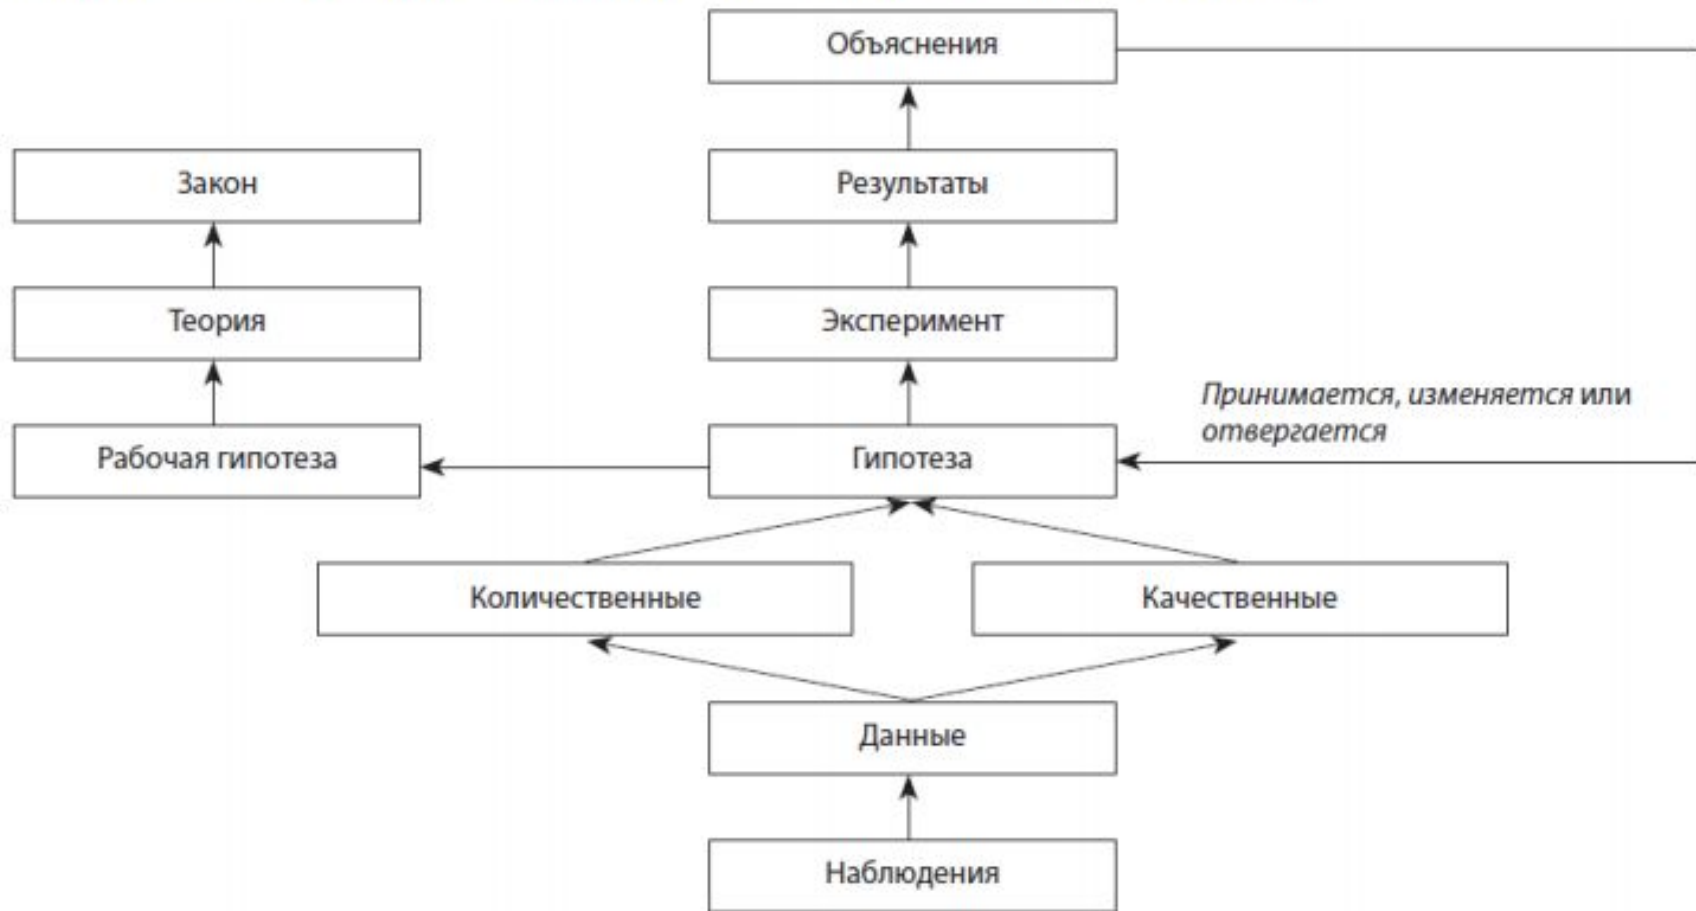 Объяснения
Закон
Результаты
Теория
Эксперимент
Принимается, изменяется или
отвергается
Рабочая гипотеза
Гипотеза
Количественные
Качественные
Данные
Наблюдения